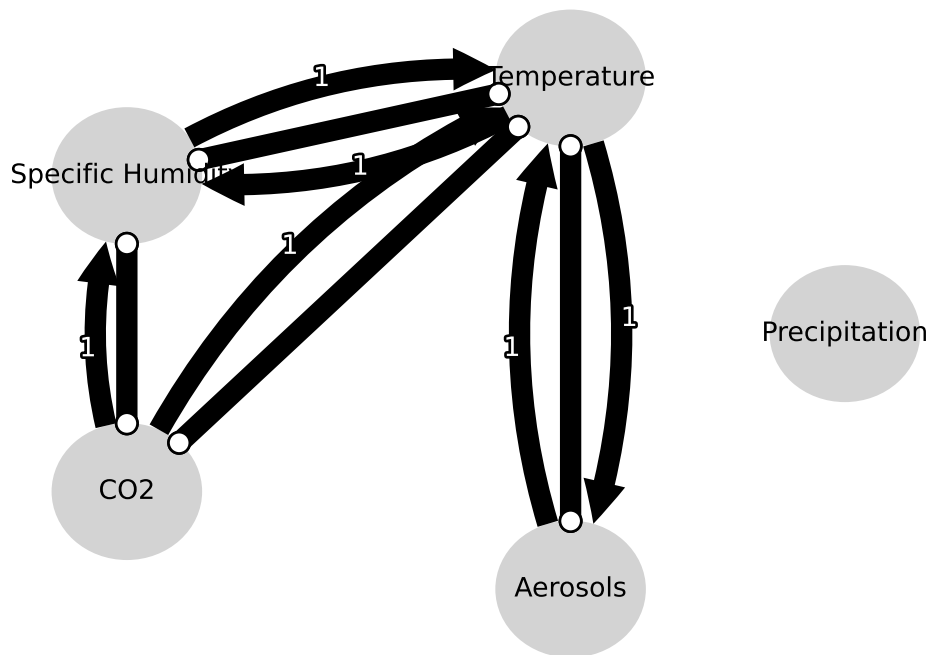 Temperature
1
Specific Humidity
1
1
1
Precipitation
1
1
CO2
Aerosols